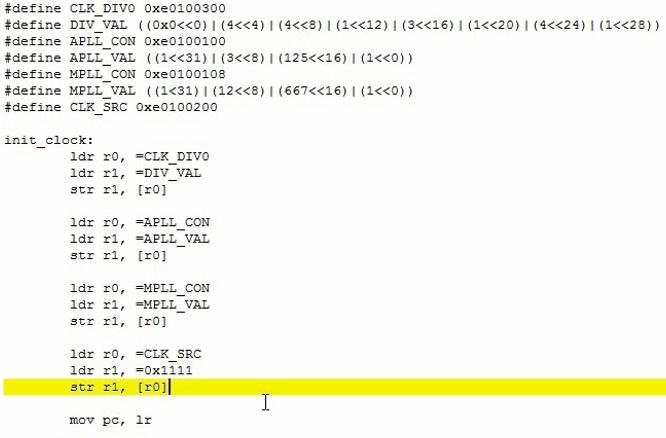 #define CLK_DIV0 0xe0100300
#define DIV_VAL ((0x0<<0)|(4<<4)|(4<<8)|(1<<12)|(3<<16)|(1<<20)|(4<<24)|(1<<28))
#define APLL_CON 0xe0100100
#define APLL_VAL ((1<<31)|(3<<8)|(125<<16)|(1<<0))
#define MPLL_CON 0xe0100108
#define MPLL_VAL ((1<31)|(12<<8)|(667<<16)|(1<<0))
#define CLK_SRC 0xe0100200
init_clock:
ldr r0, =CLK_DIV0
ldr r1, =DIV_VAL
str r1, [r0]
ldr r0, =APLL_CON
ldr r1, =APLL_VAL
str r1, [r0]
ldr r0, =MPLL_CON
ldr r1, =MPLL_VAL
str r1, [r0]
ldr r0, =CLK_SRC
ldr r1, =0x1111
str r1, [r0]
mov pc, lr